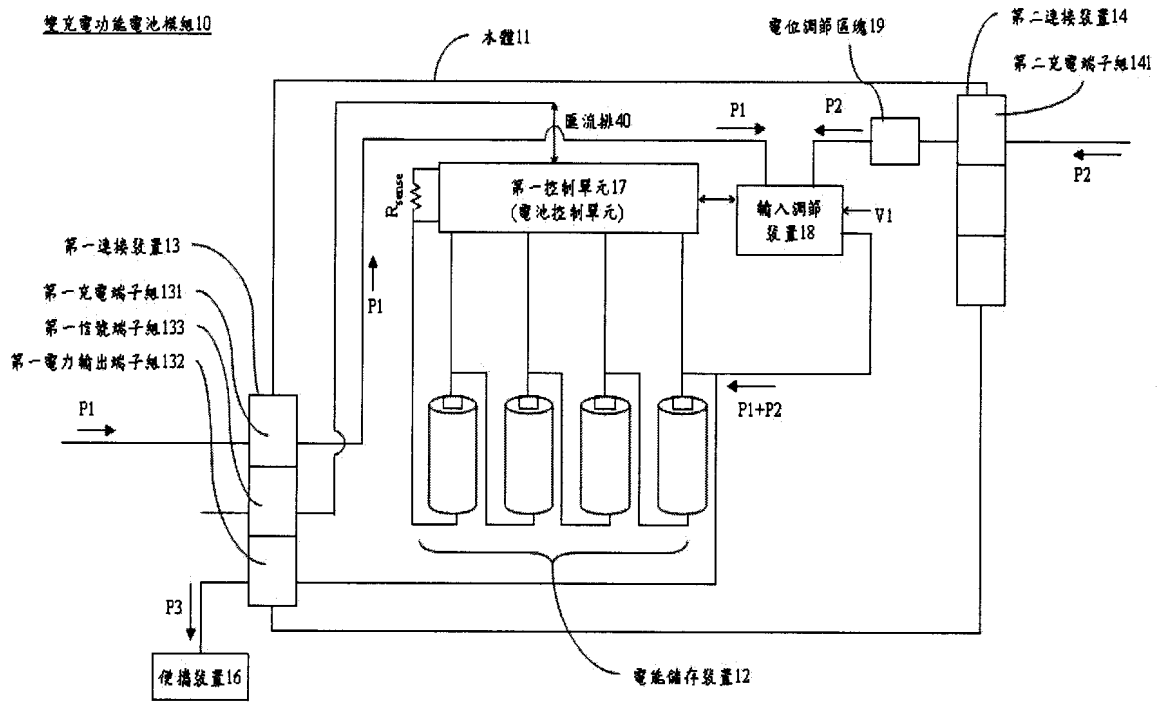 雙充電功能電池模組10
本體11
電位調節區塊19
第二連接裝置14
第二充電端子組141
匯流排40
P1
P2
P2
Rsense
第一控制單元17
(電池控制單元)
輸入調節
裝置18
V1
第一連接裝置13
第一充電端子組131
第一信號端子組133
第一電力輸出端子組132
P1
P1
P1+P2
P3
便攜裝置16
電能儲存裝置12